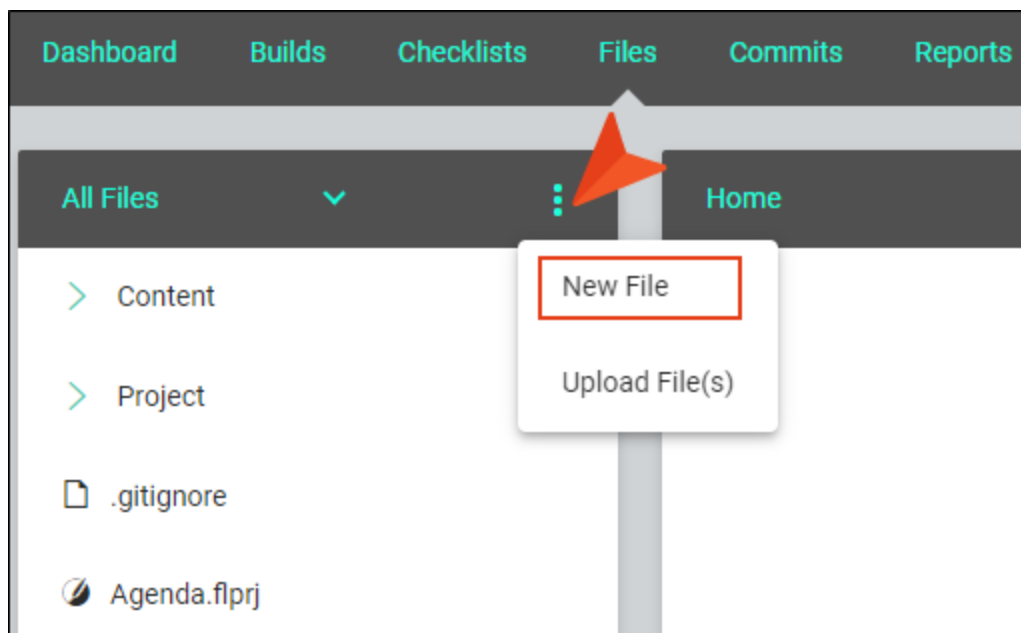 Dashboard Builds Checklists Files Commits Reports
All Files
Home
New File
Upload File(s)
Content
Project
.gitignore
Agenda.flprj